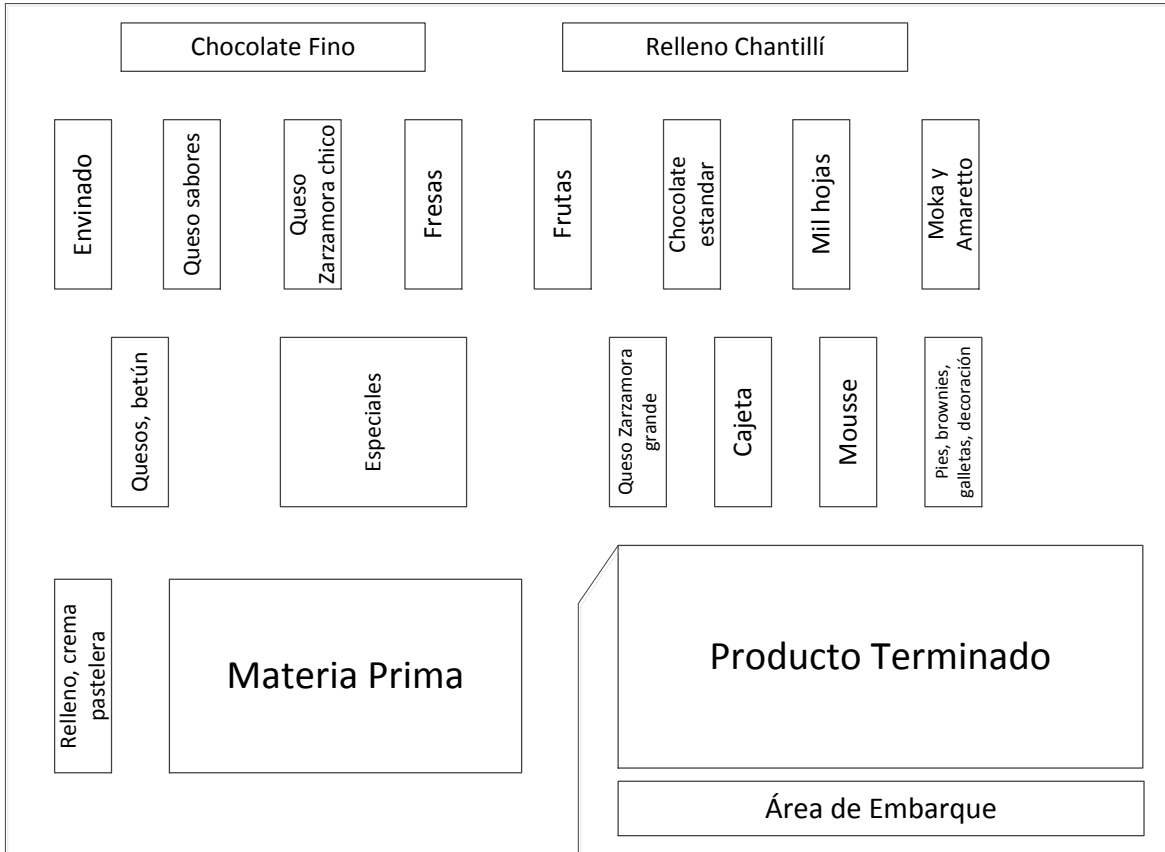 Chocolate Fino
Relleno Chantillí
Envinado
Queso sabores
Queso
Zarzamora chico
Fresas
Frutas
Chocolate
estandar
Mil hojas
Moka y
Amaretto
Quesos, betún
Especiales
Queso Zarzamora
grande
Cajeta
Mousse
Pies, brownies,
galletas, decoración
Relleno, crema
pastelera
Materia Prima
Producto Terminado
Área de Embarque